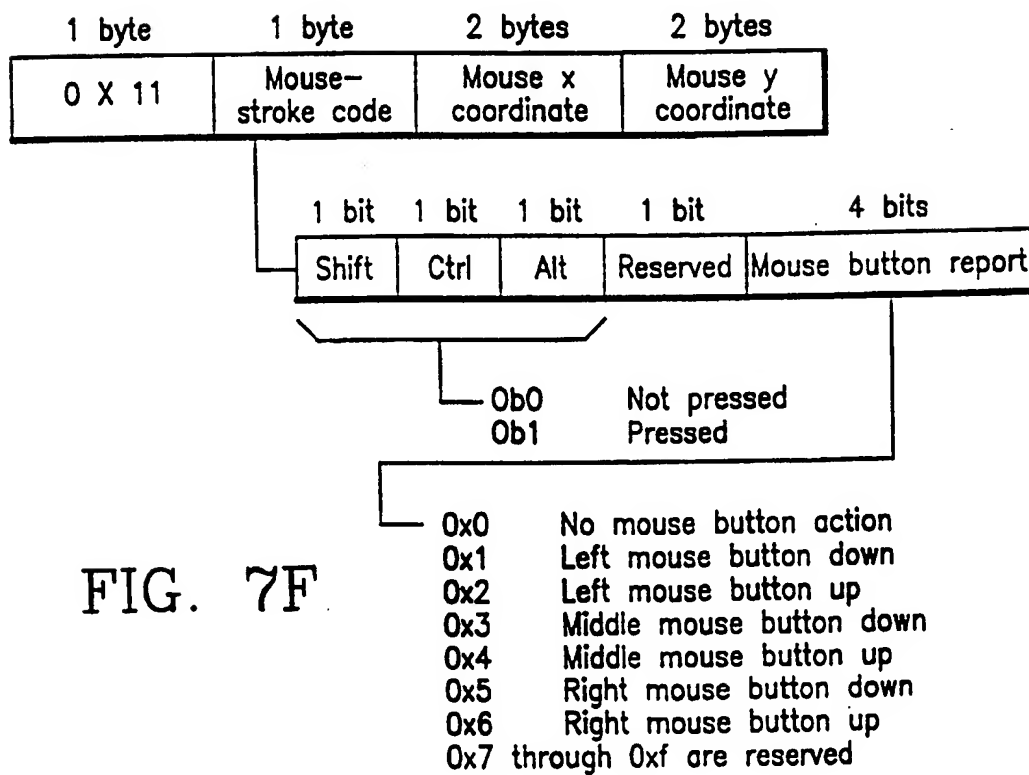 1 byte 1 byte 2 bytes 2 bytes
0 X 11 Mouse- Mouse x Mouse y
stroke code coordinate coordinate
1 bit 1 bit 1 bit 1 bit 4 bits
Shift Ctrl Alt Reserved Mouse button report
0b0 Not pressed
0b1 Pressed
0x0 No mouse button action
0x1 Left mouse button down
0x2 Left mouse button up
0x3 Middle mouse button down
0x4 Middle mouse button up
0x5 Right mouse button down
0x6 Right mouse button up
0x7 through 0xf are reserved
FIG. 7F